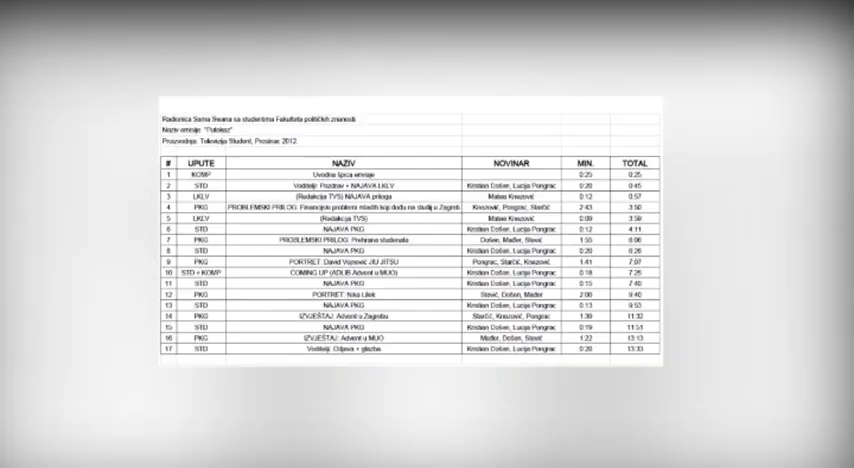 Radionica Sama Swana sa studentima Fakulteta političkih znanosti
Naziv emisije "Putokaz"
Proizvodnja: Televizija Student, Prosinac 2012.
# UPUTE NAZIV NOVINAR MIN. TOTAL
1 KOMP Uvodna špica emisije 0:25 0:25
2 STD Voditelji: Pozdrav + NAJAVA LKLV Kristian Došen, Lucija Pongrac 0:20 0:45
3 LKLV (Redakcija TVS) NAJAVA priloga Matea Knezović 0:12 0:57
4 PKG PROBLEMSKI PRILOG: Financijski problemi mladih koji dođu na studij u Zagreb Knezović, Pongrac, Starčić 2:43 3:50
5 LKLV (Redakcija TVS) Matea Knezović 0:09 3:59
6 STD NAJAVA PKG Kristian Došen, Lucija Pongrac 0:12 4:11
7 PKG PROBLEMSKI PRILOG: Prehrana studenata Došen, Mađer, Stević 1:55 6:06
8 STD NAJAVA PKG Kristian Došen, Lucija Pongrac 0:20 6:26
9 PKG PORTRET: David Vojnović JIU JITSU Pongrac, Starčić, Knezović 1:41 7:07
10 STD + KOMP COMING UP (ADLIB Advent u MUO) Kristian Došen, Lucija Pongrac 0:18 7:25
11 STD NAJAVA PKG Kristian Došen, Lucija Pongrac 0:15 7:40
12 PKG PORTRET: Nika Lilek Stević, Došen, Mađer 2:00 9:40
13 STD NAJAVA PKG Kristian Došen, Lucija Pongrac 0:13 9:53
14 PKG IZVJEŠTAJ: Advent u Zagrebu Starčić, Knezović, Pongrac 1:39 11:32
15 STD NAJAVA PKG Kristian Došen, Lucija Pongrac 0:19 11:51
16 PKG IZVJEŠTAJ: Advent u MUO Mađer, Došen, Stević 1:22 13:13
17 STD Voditelji: Odjava + glazba Kristian Došen, Lucija Pongrac 0:20 13:33